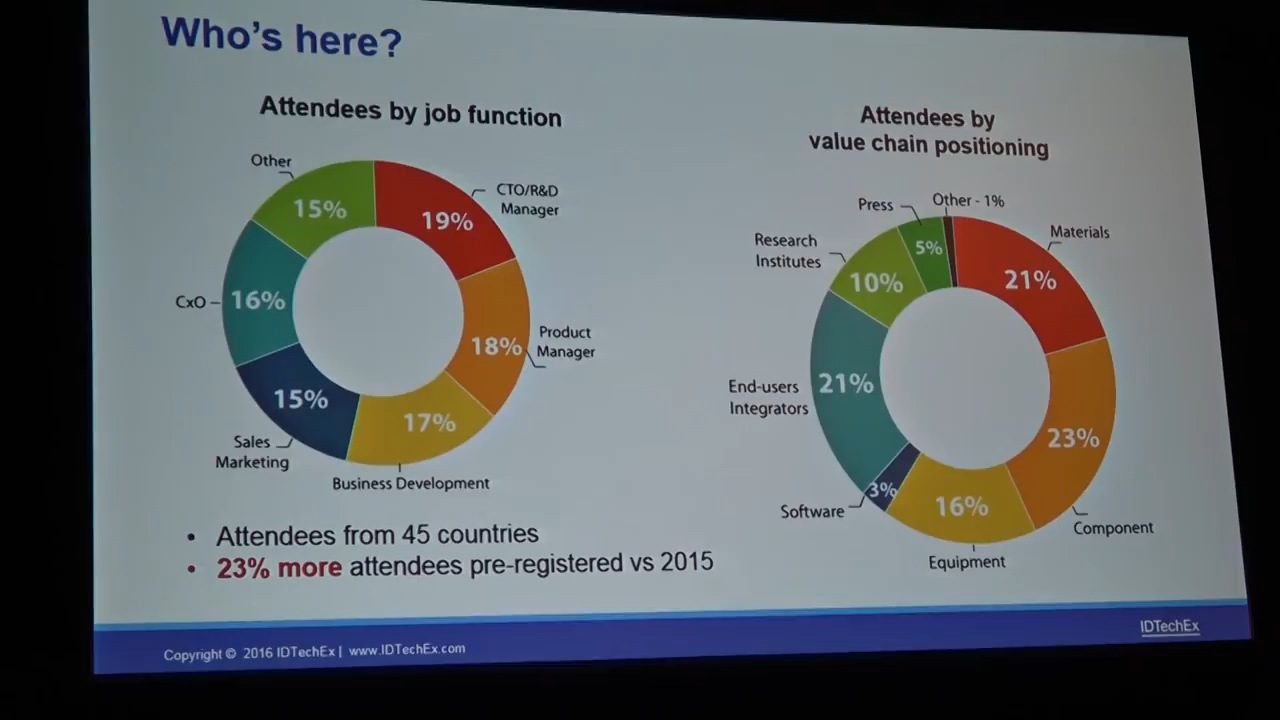 Who's here?
Attendees by job function
Other
15%
CTO/R&D
Manager
19%
CxO
16%
Product
Manager
18%
15%
17%
Sales
Marketing
Business Development
Attendees by
value chain positioning
Press
Other - 1%
5%
Research
Institutes
10%
Materials
21%
End-users
Integrators
21%
23%
3%
16%
Software
Component
Equipment
• Attendees from 45 countries
• 23% more attendees pre-registered vs 2015
Copyright © 2016 IDTechEx | www.IDTechEx.com
IDTechEx